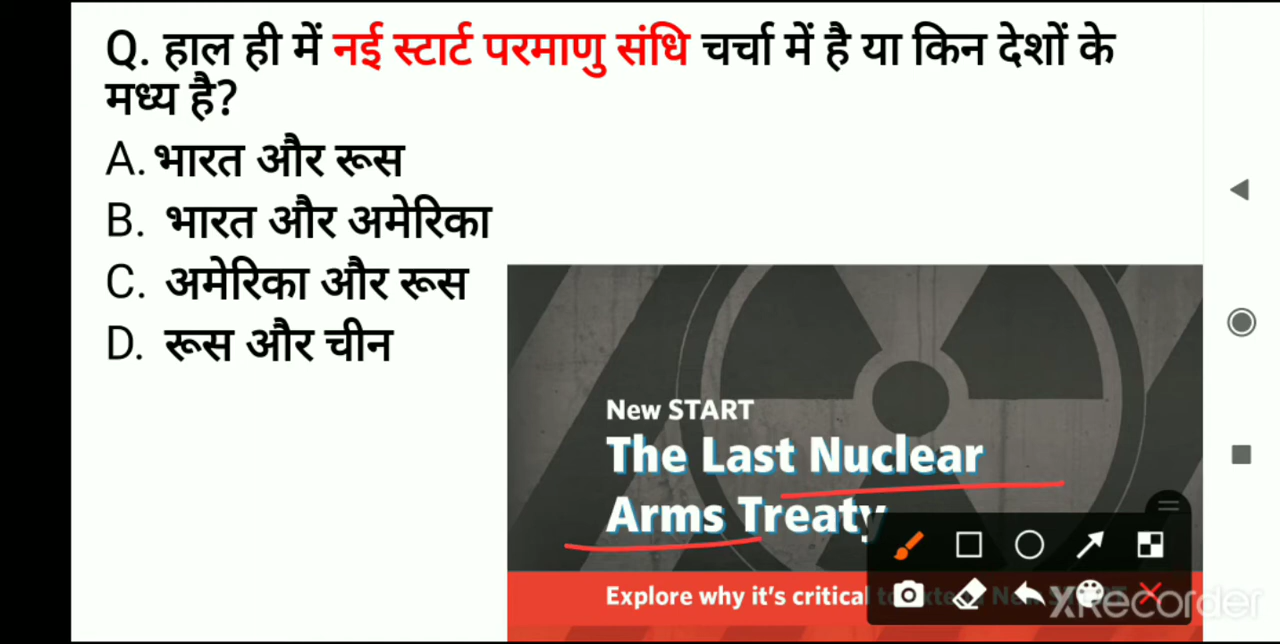 Q. हाल ही में नई स्टार्ट परमाणु संधि चर्चा में है या किन देशों के
मध्य है?
A. भारत और रूस
B. भारत और अमेरिका
C. अमेरिका और रूस
D. रूस और चीन
New START
The Last Nuclear
Arms Treaty
Explore why it's critical
XRecorder